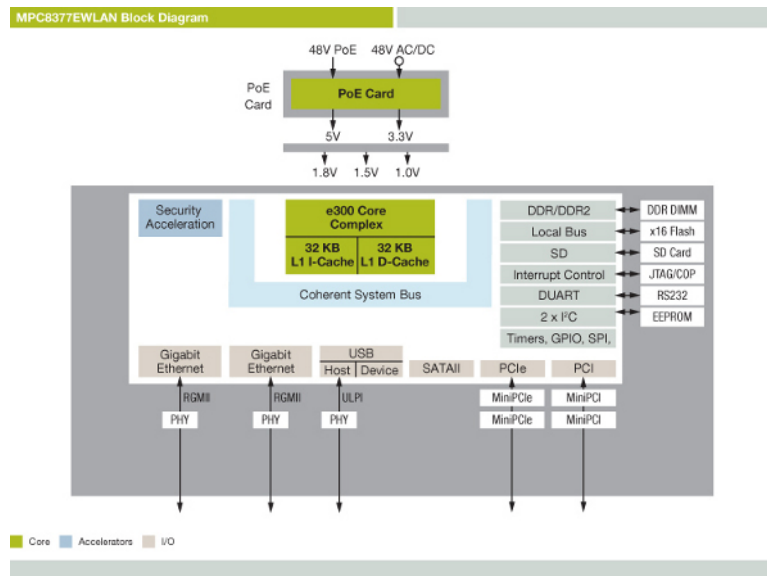 MPC8377EWLAN Block Diagram
48V PoE 48V AC/DC
PoE
Card
PoE Card
5V 3.3V
1.8V 1.5V 1.0V
Security
Acceleration
e300 Core
Complex
32 KB
L1 I-Cache
32 KB
L1 D-Cache
Coherent System Bus
DDR/DDR2
DDR DIMM
Local Bus
x16 Flash
SD
SD Card
Interrupt Control
JTAG/COP
DUART
RS232
2 x I²C
EEPROM
Timers, GPIO, SPI,
Gigabit
Ethernet
Gigabit
Ethernet
USB
Host Device
SATAII
PCIe
PCI
RGMII
RGMII
ULPI
MiniPCIe
MiniPCI
PHY
PHY
PHY
MiniPCIe
MiniPCI
Core Accelerators I/O